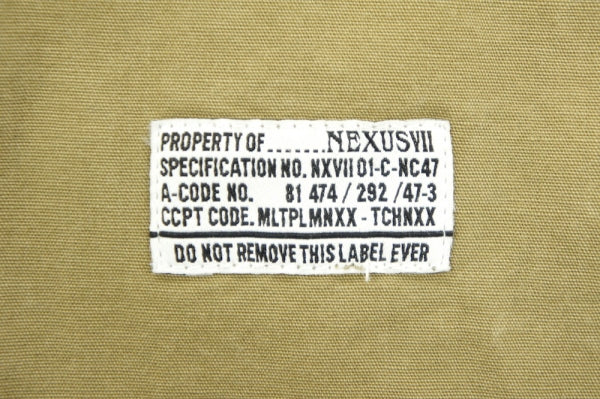 PROPERTY OF.......NEXUSVII
SPECIFICATION NO. NXVII 01-C-NC47
A-CODE NO. 81 474 / 292 / 47-3
CCPT CODE. MLTPLMNXX - TCHNXX
DO NOT REMOVE THIS LABEL EVER